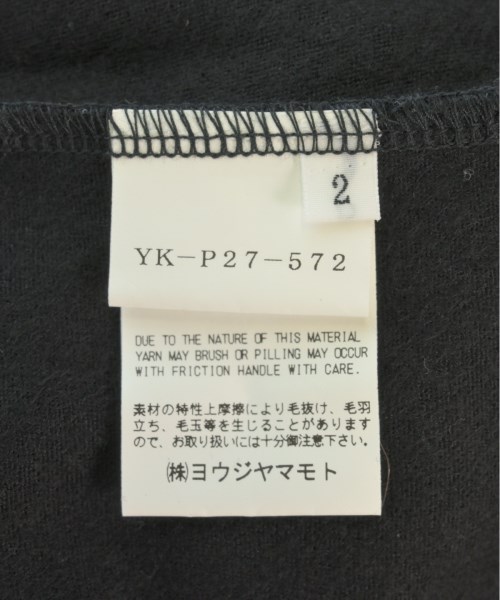 2
YK-P27-572
DUE TO THE NATURE OF THIS MATERIAL
YARN MAY BRUSH OR PILLING MAY OCCUR
WITH FRICTION HANDLE WITH CARE.
素材の特性上摩擦により毛抜け、毛羽
立ち、毛玉等を生じることがあります
ので、お取り扱いには十分御注意下さい。
㈱ヨウジヤマモト